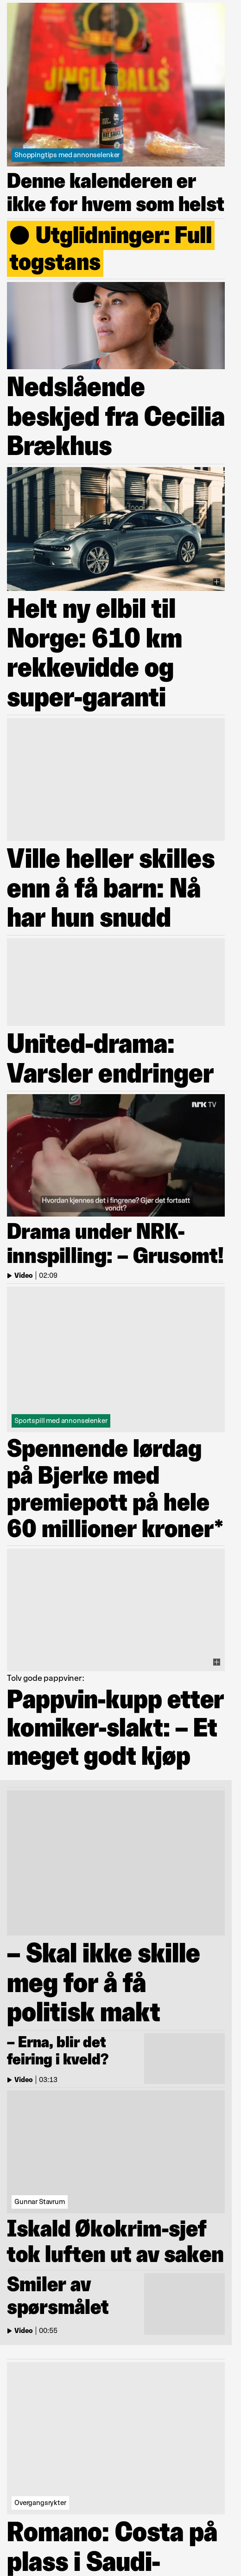 JINGLE BALLS
Shoppingtips med annonselenker
Denne kalenderen er
ikke for hvem som helst
Utglidninger: Full
togstans
Nedslående
beskjed fra Cecilia
Brækhus
Helt ny elbil til
Norge: 610 km
rekkevidde og
super-garanti
Ville heller skilles
enn å få barn: Nå
har hun snudd
United-drama:
Varsler endringer
NRK TV
Hvordan kjennes det i fingrene? Gjør det fortsatt
vondt?
Drama under NRK-
innspilling: – Grusomt!
Video | 02:09
Sportspill med annonselenker
Spennende lørdag
på Bjerke med
premiepott på hele
60 millioner kroner*
Tolv gode pappviner:
Pappvin-kupp etter
komiker-slakt: – Et
meget godt kjøp
– Skal ikke skille
meg for å få
politisk makt
– Erna, blir det
feiring i kveld?
Video | 03:13
Gunnar Stavrum
Iskald Økokrim-sjef
tok luften ut av saken
Smiler av
spørsmålet
Video | 00:55
Overgangsrykter
Romano: Costa på
plass i Saudi-